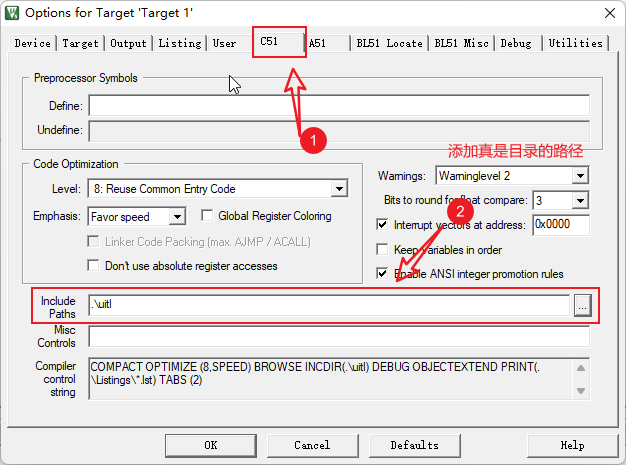 Options for Target 'Target 1'
Device Target Output Listing User C51 A51 BL51 Locate BL51 Misc Debug Utilities
Preprocessor Symbols
Define:
Undefine:
1
添加真是目录的路径
Code Optimization
Level: 8: Reuse Common Entry Code
Emphasis: Favor speed
Global Register Coloring
Linker Code Packing (max. AJMP / ACALL)
Don't use absolute register accesses
Warnings: Warninglevel 2
Bits to round for float compare: 3
2
Interrupt vectors at address: 0x0000
Keep variables in order
Enable ANSI integer promotion rules
Include
Paths
.\uitl
...
Misc
Controls
Compiler
control
string
COMPACT OPTIMIZE (8,SPEED) BROWSE INCDIR(.\uitl) DEBUG OBJECTEXTEND PRINT(.
\Listings\*.lst) TABS (2)
OK Cancel Defaults Help